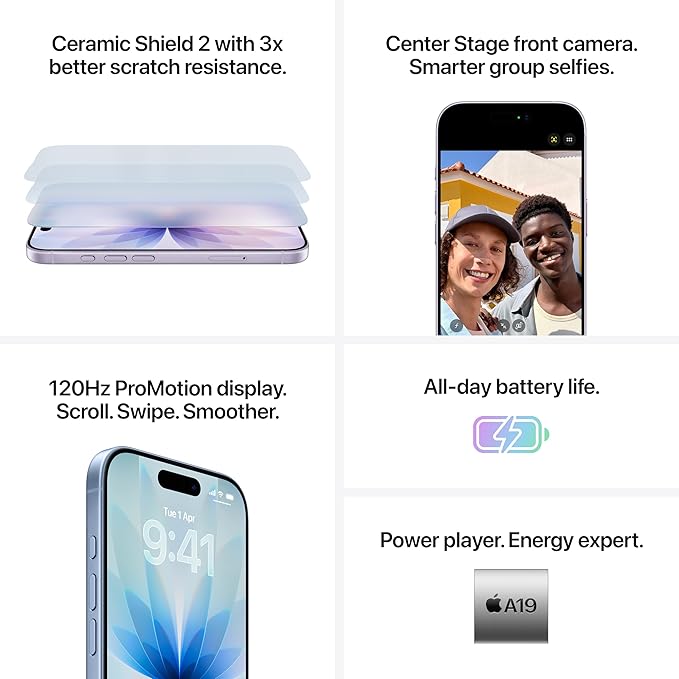 Ceramic Shield 2 with 3x
better scratch resistance.
Center Stage front camera.
Smarter group selfies.
120Hz ProMotion display.
Scroll. Swipe. Smoother.
Tue 1 Apr
9:41
All-day battery life.
Power player. Energy expert.
A19